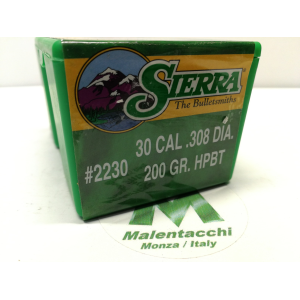 SIERRA
The Bulletsmiths
30 CAL .308 DIA.
#2230 200 GR. HPBT
M
Malentacchi
Monza / Italy